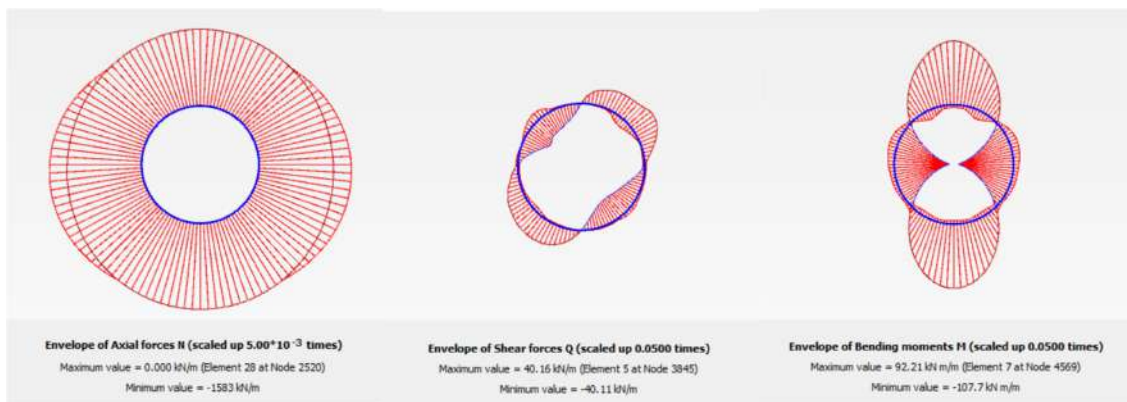 Envelope of Axial forces N (scaled up 5.00*10 -3 times)
Maximum value = 0.000 kN/m (Element 28 at Node 2520)
Minimum value = -1583 kN/m
Envelope of Shear forces Q (scaled up 0.0500 times)
Maximum value = 40.16 kN/m (Element 5 at Node 3845)
Minimum value = -40.11 kN/m
Envelope of Bending moments M (scaled up 0.0500 times)
Maximum value = 92.21 kN m/m (Element 7 at Node 4569)
Minimum value = -107.7 kN m/m